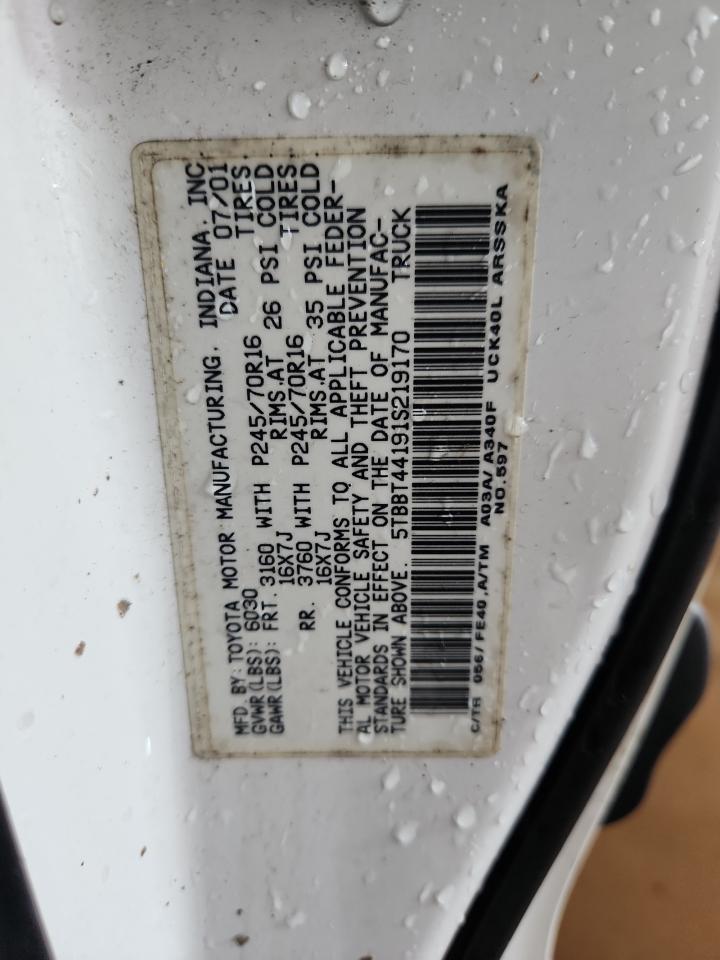 MFD. BY: TOYOTA MOTOR MANUFACTURING, INDIANA, INC.
GVWR(LBS): 6030 DATE 07/01
GAWR(LBS): FRT. 3160 WITH P245/70R16 TIRES
16X7J RIMS.AT 26 PSI COLD
RR. 3760 WITH P245/70R16 TIRES
16X7J RIMS.AT 35 PSI COLD
THIS VEHICLE CONFORMS TO ALL APPLICABLE FEDER-
AL MOTOR VEHICLE SAFETY AND THEFT PREVENTION
STANDARDS IN EFFECT ON THE DATE OF MANUFAC-
TURE SHOWN ABOVE. 5TBBT44191S219170 TRUCK
C/TR 056/FE40 ,A/TM A03A/A340F UCK40L ARSSKA
NO.597